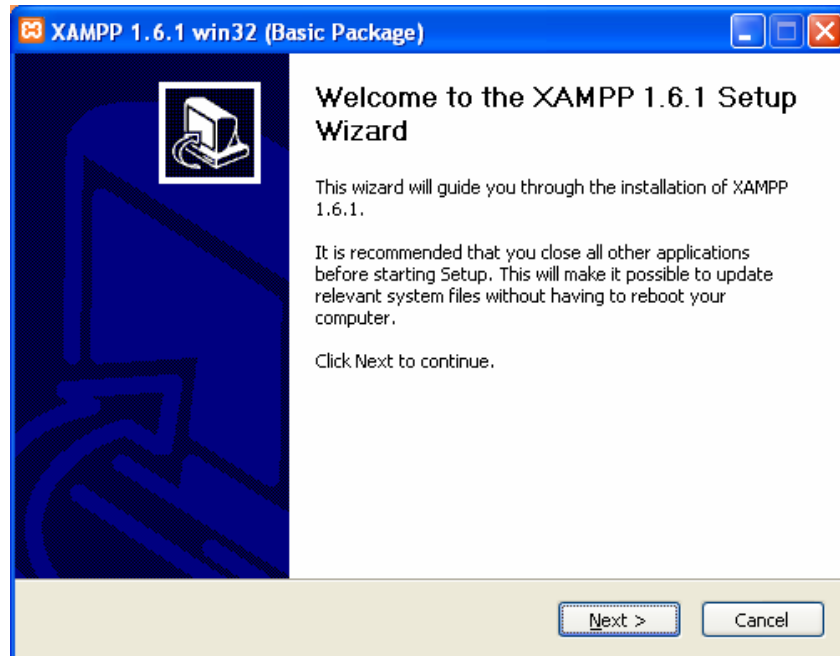 XAMPP 1.6.1 win32 (Basic Package)
Welcome to the XAMPP 1.6.1 Setup
Wizard
This wizard will guide you through the installation of XAMPP
1.6.1.
It is recommended that you close all other applications
before starting Setup. This will make it possible to update
relevant system files without having to reboot your
computer.
Click Next to continue.
Next >
Cancel